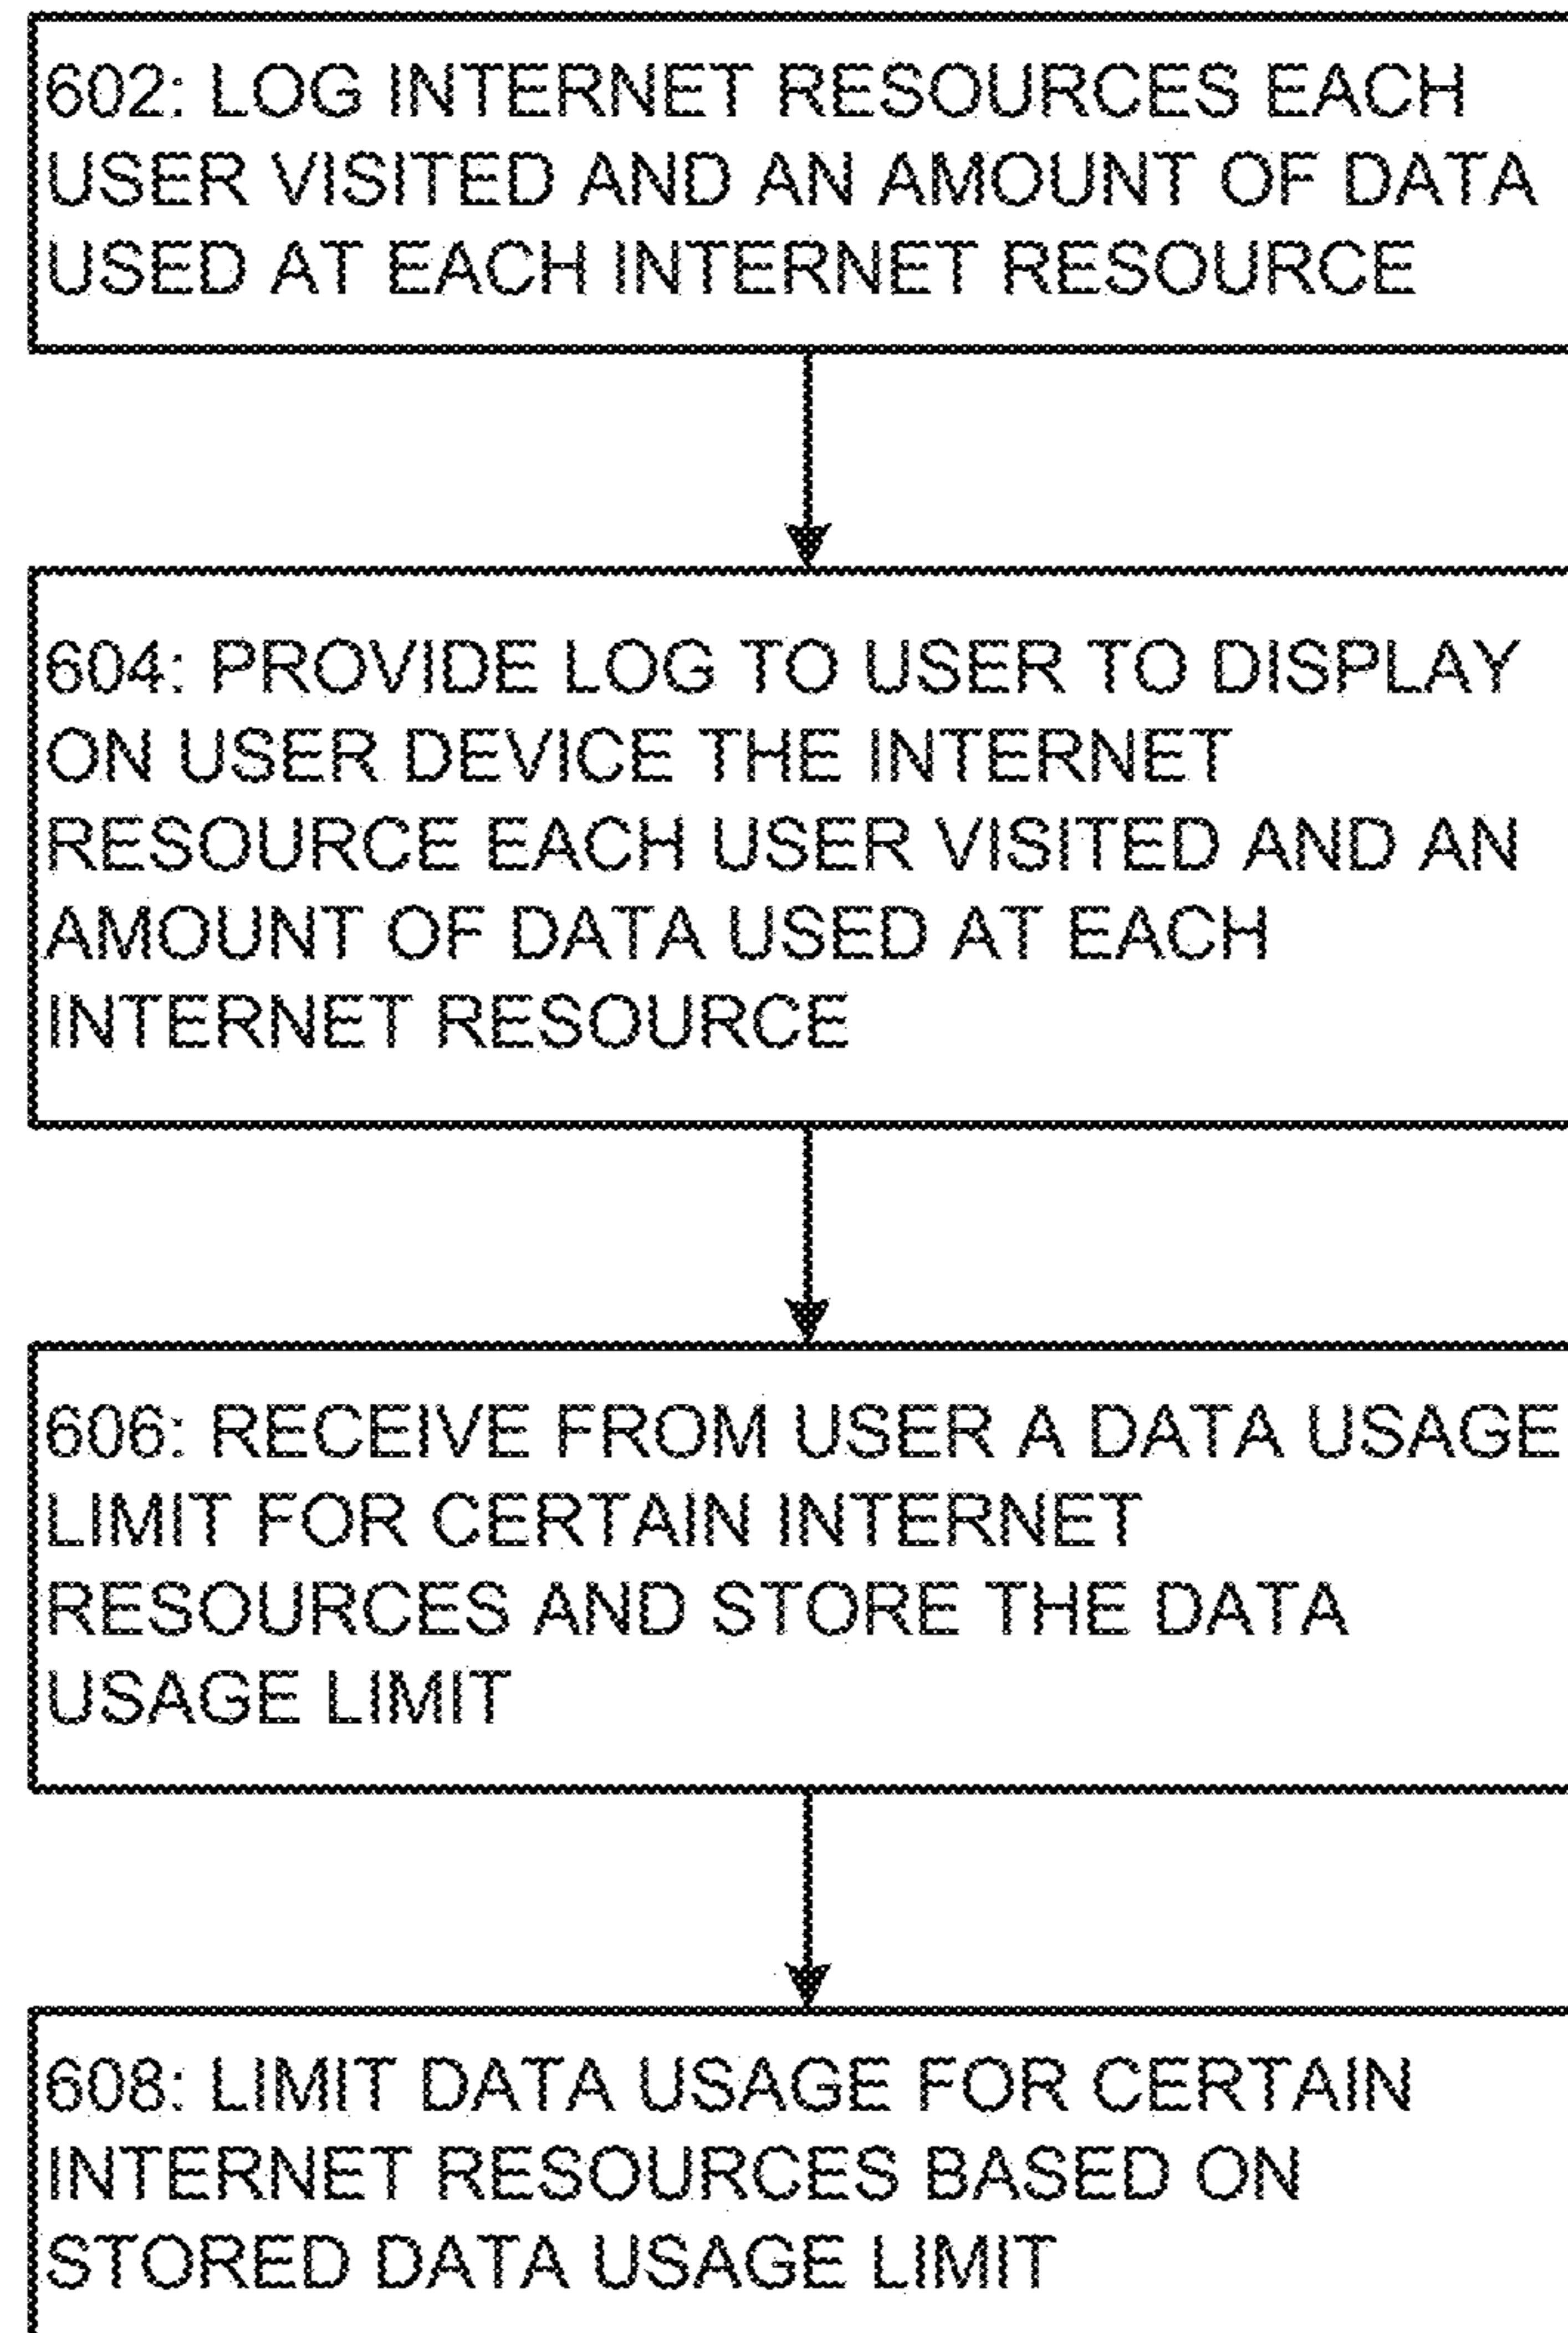 602: LOG INTERNET RESOURCES EACH
USER VISITED AND AN AMOUNT OF DATA
USED AT EACH INTERNET RESOURCE
604: PROVIDE LOG TO USER TO DISPLAY
ON USER DEVICE THE INTERNET
RESOURCE EACH USER VISITED AND AN
AMOUNT OF DATA USED AT EACH
INTERNET RESOURCE
606: RECEIVE FROM USER A DATA USAGE
LIMIT FOR CERTAIN INTERNET
RESOURCES AND STORE THE DATA
USAGE LIMIT
608: LIMIT DATA USAGE FOR CERTAIN
INTERNET RESOURCES BASED ON
STORED DATA USAGE LIMIT